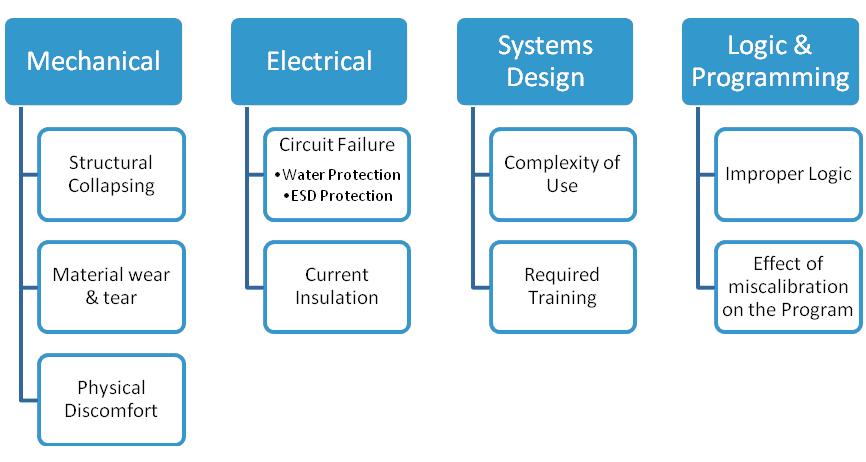 Mechanical
Structural
Collapsing
Material wear
& tear
Physical
Discomfort
Electrical
Circuit Failure
•Water Protection
•ESD Protection
Current
Insulation
Systems
Design
Complexity of
Use
Required
Training
Logic &
Programming
Improper Logic
Effect of
miscalibration
on the Program